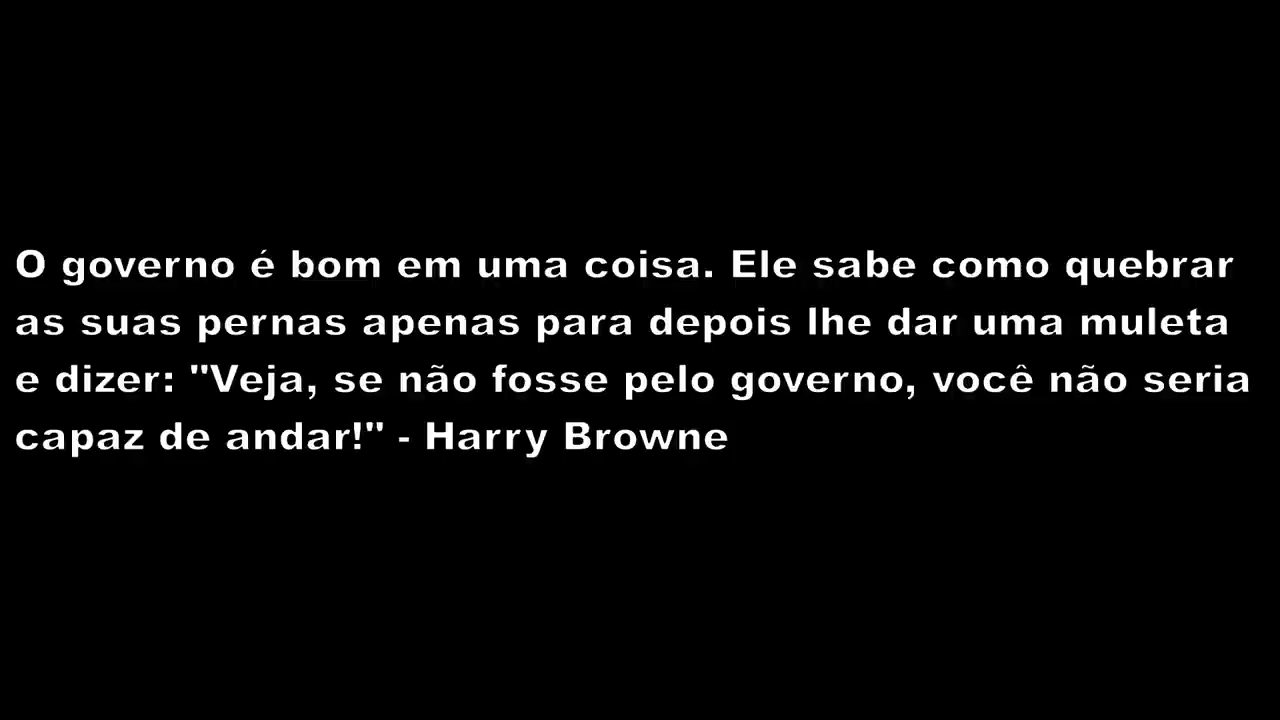 O governo é bom em uma coisa. Ele sabe como quebrar
as suas pernas apenas para depois lhe dar uma muleta
e dizer: "Veja, se não fosse pelo governo, você não seria
capaz de andar!" - Harry Browne